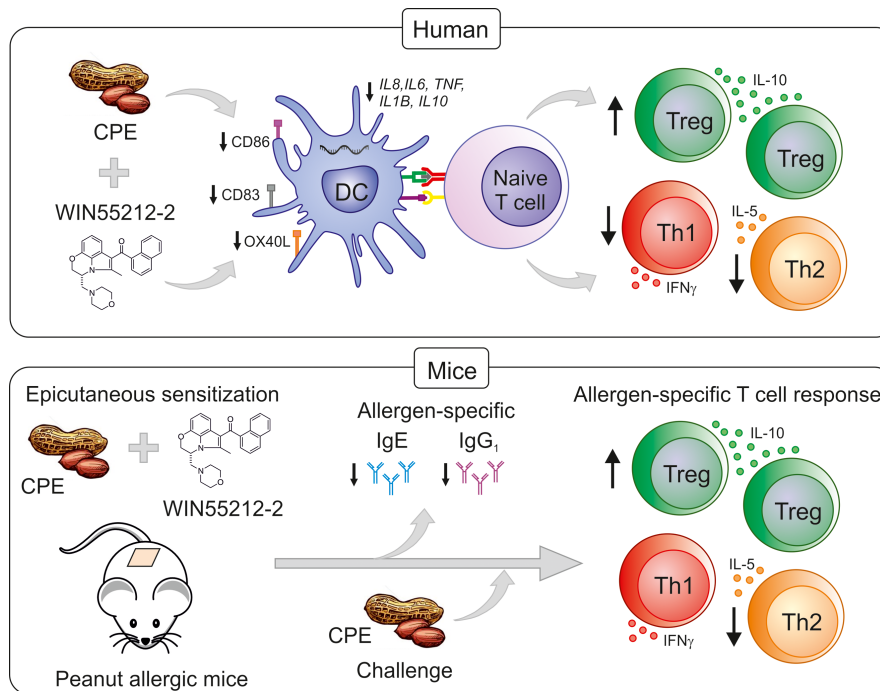 Human
CPE
WIN55212-2
O
N
O
N
O
CD86
CD83
OX40L
IL8,IL6, TNF,
IL1B, IL10
DC
Naive
T cell
IL-10
Treg
Treg
Th1
IFNγ
IL-5
Th2
Mice
Epicutaneous sensitization
CPE
O
N
O
N
O
WIN55212-2
Peanut allergic mice
Allergen-specific
IgE
IgG₁
CPE
Challenge
Allergen-specific T cell response
IL-10
Treg
Treg
Th1
IFNγ
IL-5
Th2